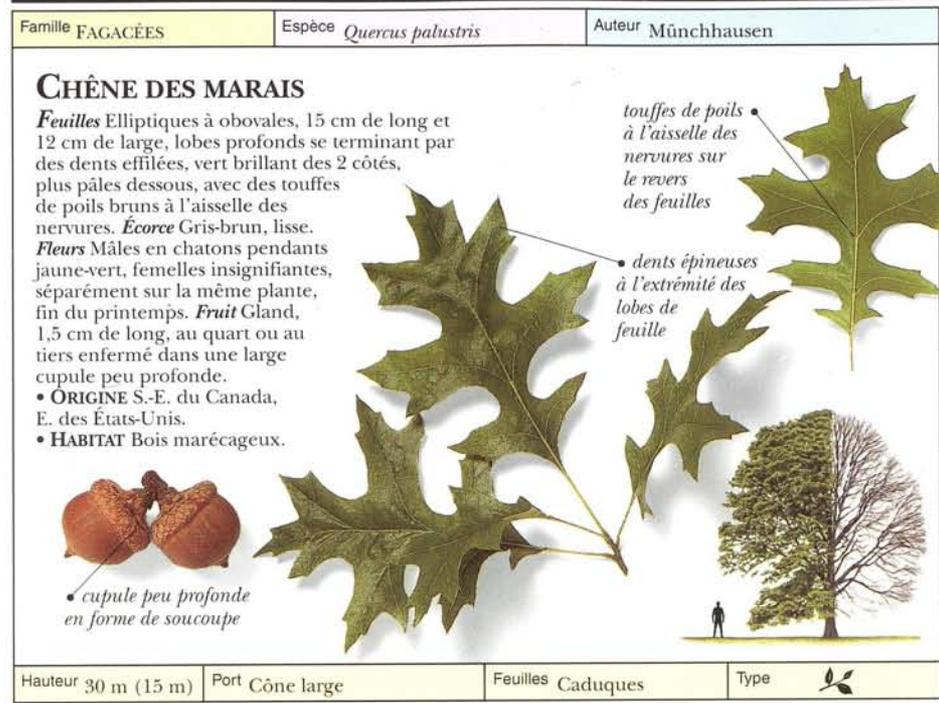 Famille FAGACÉES
Espèce Quercus palustris
Auteur Münchhausen
CHÊNE DES MARAIS
Feuilles Elliptiques à obovales, 15 cm de long et
12 cm de large, lobes profonds se terminant par
des dents effilées, vert brillant des 2 côtés,
plus pâles dessous, avec des touffes
de poils bruns à l'aisselle des
nervures. Écorce Gris-brun, lisse.
Fleurs Mâles en chatons pendants
jaune-vert, femelles insignifiantes,
séparément sur la même plante,
fin du printemps. Fruit Gland,
1,5 cm de long, au quart ou au
tiers enfermé dans une large
cupule peu profonde.
• ORIGINE S.-E. du Canada,
E. des États-Unis.
• HABITAT Bois marécageux.
touffes de poils
à l'aisselle des
nervures sur
le revers
des feuilles
dents épineuses
à l'extrémité des
lobes de
feuille
cupule peu profonde
en forme de soucoupe
Hauteur 30 m (15 m)
Port Cône large
Feuilles Caduques
Type